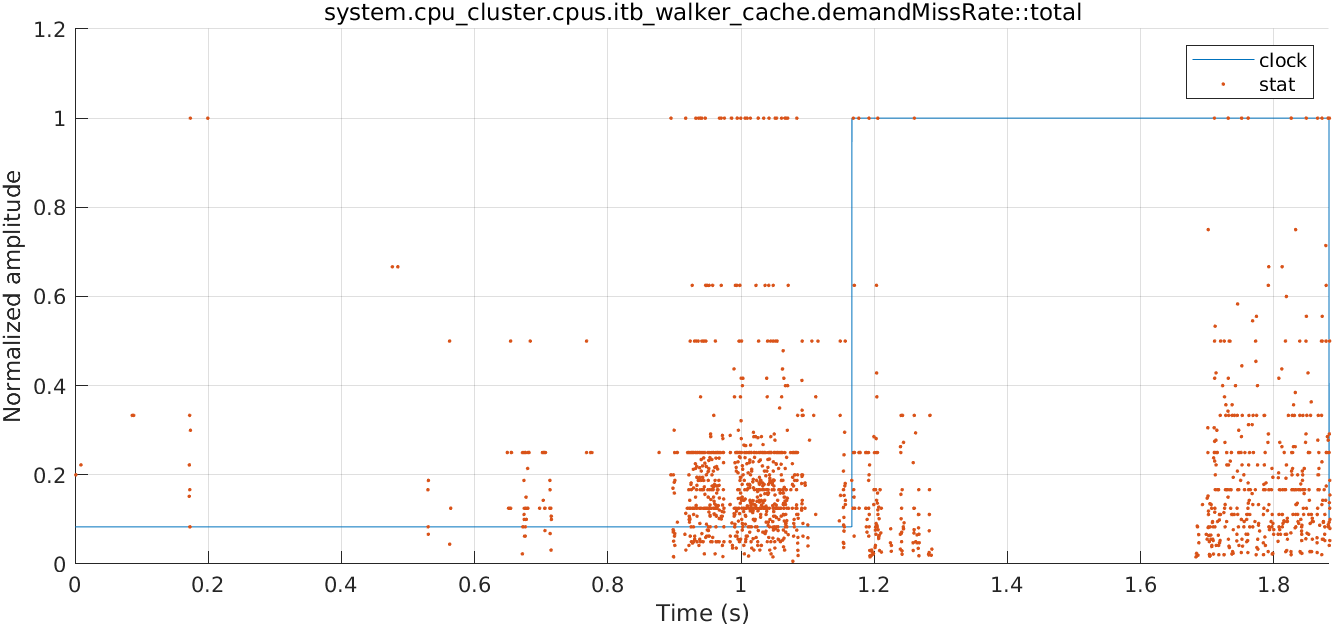 system.cpu_cluster.cpus.itb_walker_cache.demandMissRate::total
1.2
clock
stat
1
0.8
0.6
0.4
0.2
0
Normalized amplitude
0 0.2 0.4 0.6 0.8 1 1.2 1.4 1.6 1.8
Time (s)